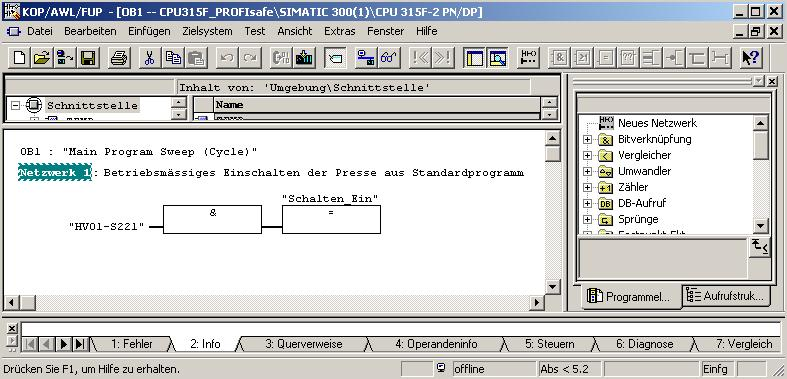 KOP/AWL/FUP - [OB1 -- CPU315F_PROFIsafe\SIMATIC 300(1)\CPU 315F-2 PN/DP]
Datei Bearbeiten Einfügen Zielsystem Test Ansicht Extras Fenster Hilfe
Inhalt von: 'Umgebung\Schnittstelle'
Schnittstelle
Name
OB1 : "Main Program Sweep (Cycle)"
Netzwerk 1: Betriebsmässiges Einschalten der Presse aus Standardprogramm
"Schalten_Ein"
& =
"HV01-S221"
Neues Netzwerk
Bitverknüpfung
Vergleicher
Umwandler
Zähler
DB-Aufruf
Sprünge
Programmel... Aufrufstruk...
1: Fehler 2: Info 3: Querverweise 4: Operandeninfo 5: Steuern 6: Diagnose 7: Vergleich
Drücken Sie F1, um Hilfe zu erhalten. offline Abs < 5.2 Einfg